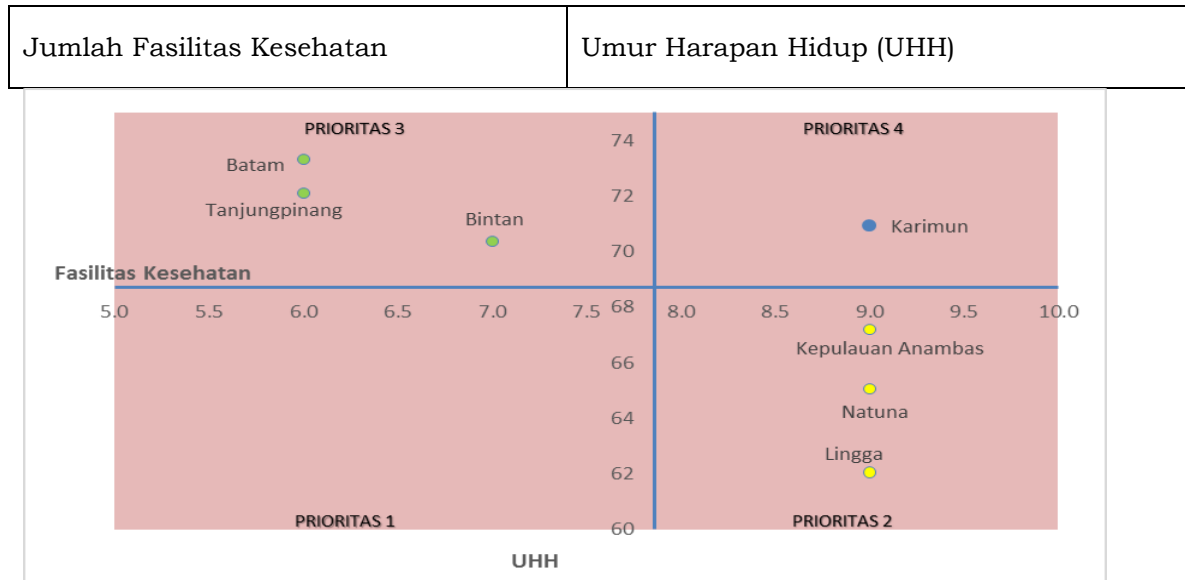 Jumlah Fasilitas Kesehatan
Umur Harapan Hidup (UHH)
PRIORITAS 3
PRIORITAS 4
74
Batam
72
Tanjungpinang
Bintan
Karimun
70
Fasilitas Kesehatan
5.0 5.5 6.0 6.5 7.0 7.5 68 8.0 8.5 9.0 9.5 10.0
Kepulauan Anambas
66
64
Natuna
Lingga
62
PRIORITAS 1
PRIORITAS 2
60
UHH